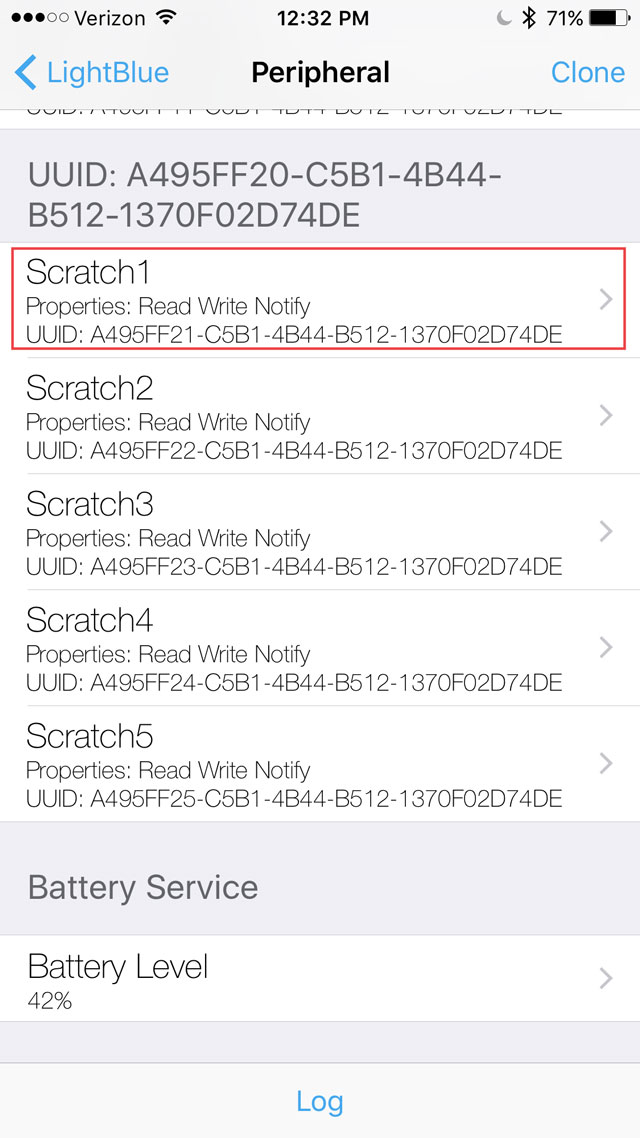 Verizon 12:32 PM 71%
LightBlue Peripheral Clone
UUID: A495FF20-C5B1-4B44-
B512-1370F02D74DE
Scratch1
Properties: Read Write Notify
UUID: A495FF21-C5B1-4B44-B512-1370F02D74DE
Scratch2
Properties: Read Write Notify
UUID: A495FF22-C5B1-4B44-B512-1370F02D74DE
Scratch3
Properties: Read Write Notify
UUID: A495FF23-C5B1-4B44-B512-1370F02D74DE
Scratch4
Properties: Read Write Notify
UUID: A495FF24-C5B1-4B44-B512-1370F02D74DE
Scratch5
Properties: Read Write Notify
UUID: A495FF25-C5B1-4B44-B512-1370F02D74DE
Battery Service
Battery Level
42%
Log